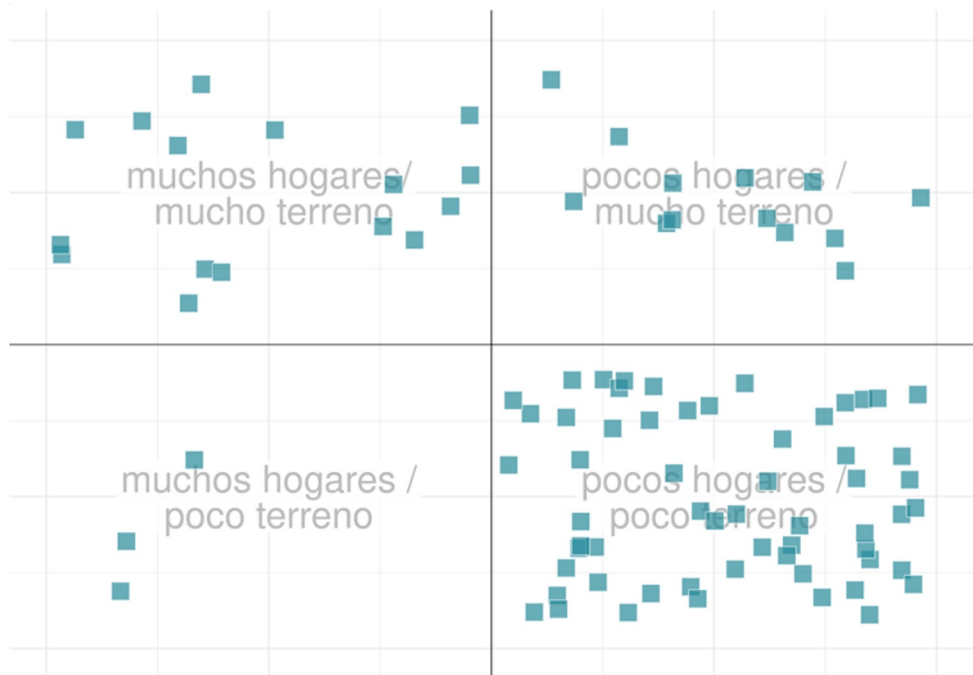 muchos hogares/
mucho terreno
pocos hogares /
mucho terreno
muchos hogares /
poco terreno
pocos hogares /
poco terreno